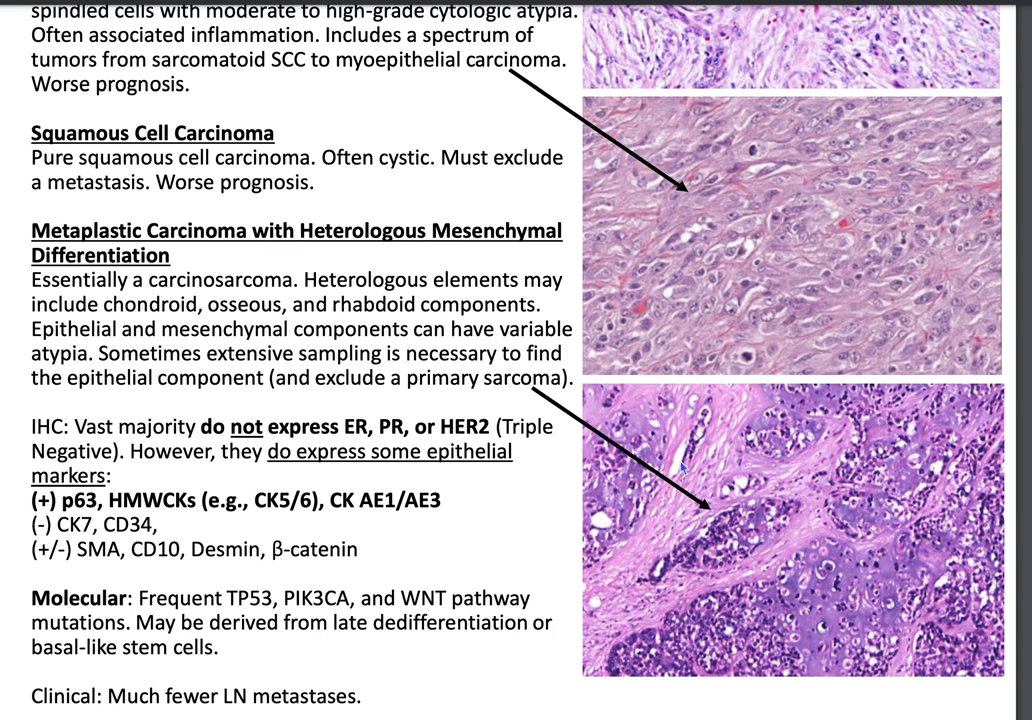 spindled cells with moderate to high-grade cytologic atypia.
Often associated inflammation. Includes a spectrum of
tumors from sarcomatoid SCC to myoepithelial carcinoma.
Worse prognosis.
Squamous Cell Carcinoma
Pure squamous cell carcinoma. Often cystic. Must exclude
a metastasis. Worse prognosis.
Metaplastic Carcinoma with Heterologous Mesenchymal
Differentiation
Essentially a carcinosarcoma. Heterologous elements may
include chondroid, osseous, and rhabdoid components.
Epithelial and mesenchymal components can have variable
atypia. Sometimes extensive sampling is necessary to find
the epithelial component (and exclude a primary sarcoma).
IHC: Vast majority do not express ER, PR, or HER2 (Triple
Negative). However, they do express some epithelial
markers:
(+) p63, HMWCKs (e.g., CK5/6), CK AE1/AE3
(-) CK7, CD34,
(+/-) SMA, CD10, Desmin, β-catenin
Molecular: Frequent TP53, PIK3CA, and WNT pathway
mutations. May be derived from late dedifferentiation or
basal-like stem cells.
Clinical: Much fewer LN metastases.